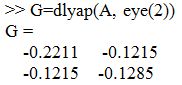 >> G=dlyap(A, eye(2))
G =
-0.2211 -0.1215
-0.1215 -0.1285